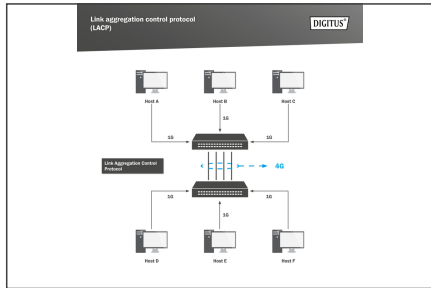 Link aggregation control protocol
(LACP)
DIGITUS®
Host A
Host B
Host C
1G
1G
1G
Link Aggregation Control
Protocol
4G
1G
1G
1G
Host D
Host E
Host F